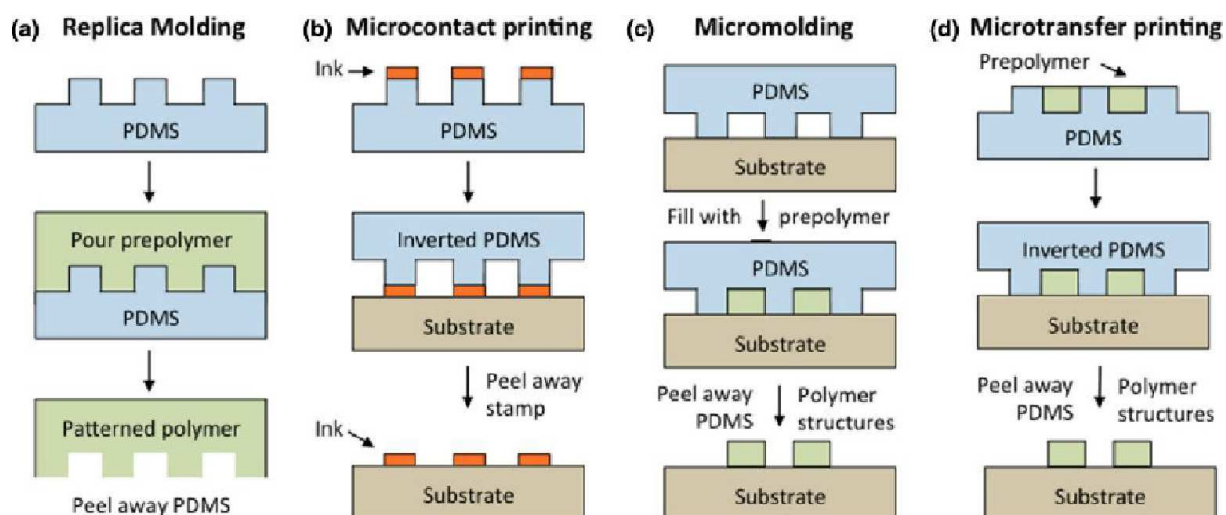 (a) Replica Molding
PDMS
Pour prepolymer
PDMS
Patterned polymer
Peel away PDMS
(b) Microcontact printing
Ink
PDMS
Inverted PDMS
Substrate
Peel away
stamp
Ink
Substrate
(c) Micromolding
PDMS
Substrate
Fill with prepolymer
PDMS
Substrate
Peel away
PDMS
Polymer
structures
Substrate
(d) Microtransfer printing
Prepolymer
PDMS
Inverted PDMS
Substrate
Peel away
PDMS
Polymer
structures
Substrate